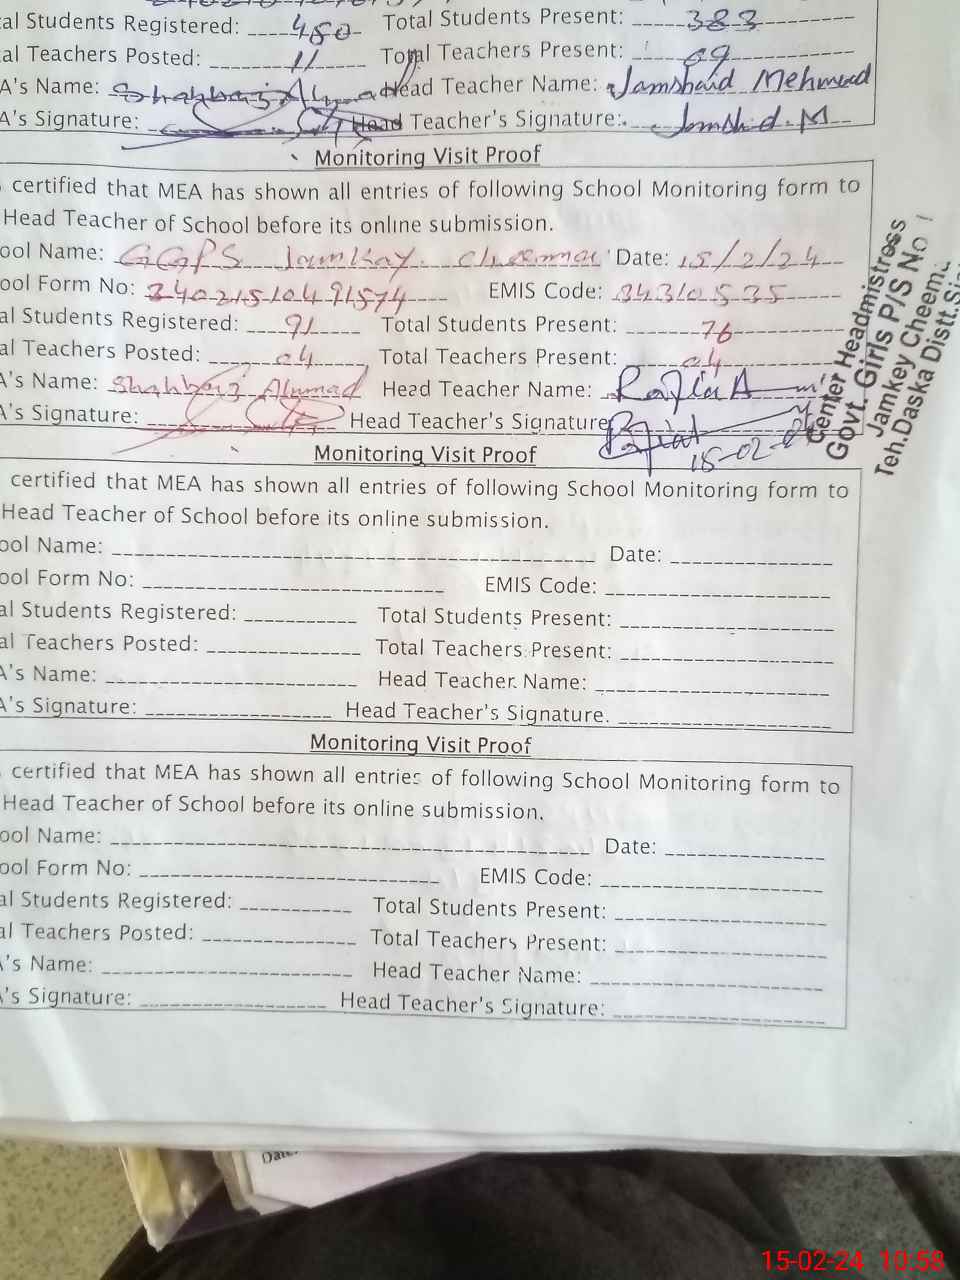 al Students Registered: 480 Total Students Present: 383
al Teachers Posted: 11 Total Teachers Present: 09
A's Name: Shahbaz Ahmad Head Teacher Name: Jamshaid Mehmood
A's Signature: Head Teacher's Signature: Jamshid.M
Monitoring Visit Proof
certified that MEA has shown all entries of following School Monitoring form to
Head Teacher of School before its online submission.
ool Name: GGPS Jamkay Cheema Date: 15/2/24
ool Form No: 34021510491574 EMIS Code: 34310535
al Students Registered: 91 Total Students Present: 76
al Teachers Posted: 04 Total Teachers Present: 04
A's Name: Shahbaz Ahmad Head Teacher Name:
A's Signature: Head Teacher's Signature
15-02-24
Center Headmistress
Govt. Girls P/S No 1
Jamkey Cheema
Teh.Daska Distt.Si
Monitoring Visit Proof
certified that MEA has shown all entries of following School Monitoring form to
Head Teacher of School before its online submission.
ool Name: Date:
ool Form No: EMIS Code:
al Students Registered: Total Students Present:
al Teachers Posted: Total Teachers Present:
A's Name: Head Teacher Name:
A's Signature: Head Teacher's Signature.
Monitoring Visit Proof
certified that MEA has shown all entries of following School Monitoring form to
Head Teacher of School before its online submission.
ool Name: Date:
ool Form No: EMIS Code:
al Students Registered: Total Students Present:
al Teachers Posted: Total Teachers Present:
A's Name: Head Teacher Name:
A's Signature: Head Teacher's Signature:
Date:
15-02-24 10:58